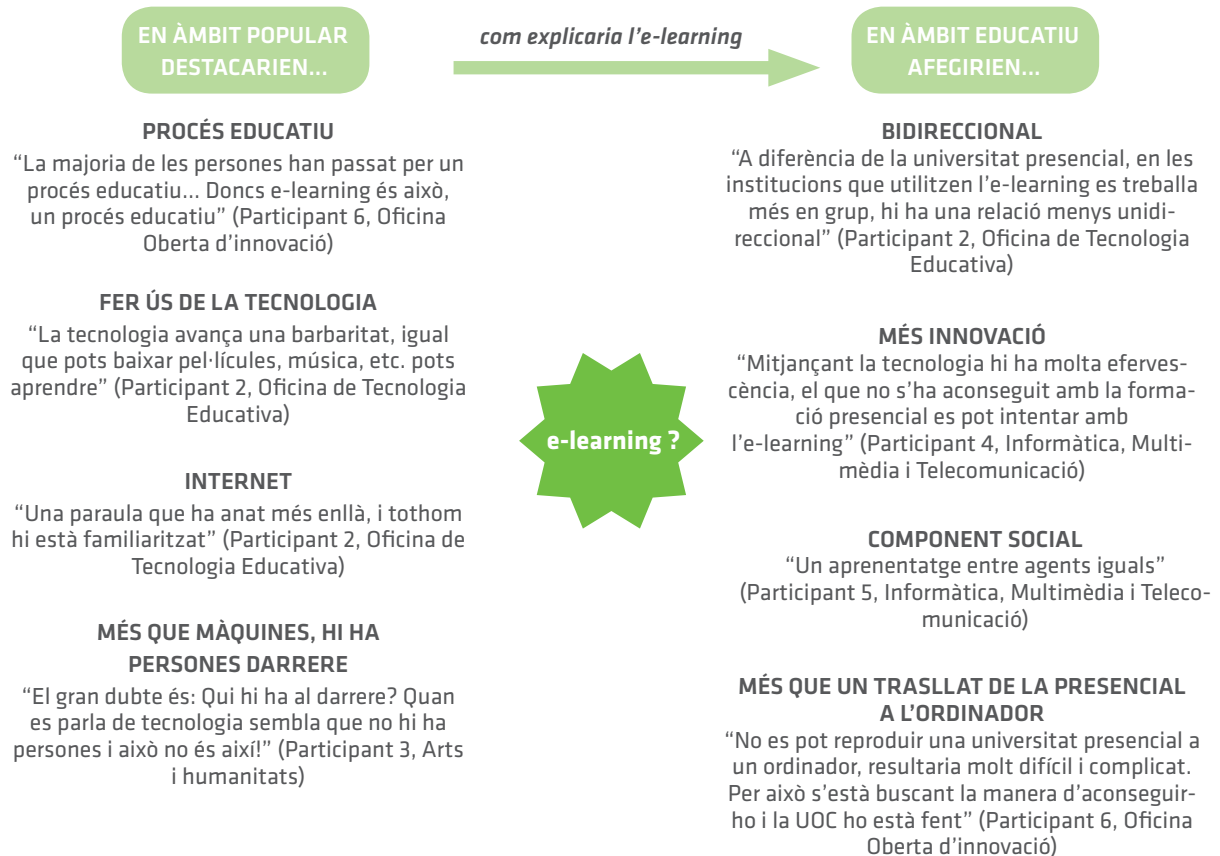 EN ÀMBIT POPULAR
DESTACARIEN...
com explicaria l’e-learning
EN ÀMBIT EDUCATIU
AFEGIRIEN...
PROCÉS EDUCATIU
“La majoria de les persones han passat per un
procés educatiu... Doncs e-learning és això,
un procés educatiu” (Participant 6, Oficina
Oberta d’innovació)
FER ÚS DE LA TECNOLOGIA
“La tecnologia avança una barbaritat, igual
que pots baixar pel·lícules, música, etc. pots
aprendre” (Participant 2, Oficina de Tecnologia
Educativa)
INTERNET
“Una paraula que ha anat més enllà, i tothom
hi està familiaritzat” (Participant 2, Oficina de
Tecnologia Educativa)
MÉS QUE MÀQUINES, HI HA
PERSONES DARRERE
“El gran dubte és: Qui hi ha al darrere? Quan
es parla de tecnologia sembla que no hi ha
persones i això no és així!” (Participant 3, Arts
i humanitats)
e-learning ?
BIDIRECCIONAL
“A diferència de la universitat presencial, en les
institucions que utilitzen l’e-learning es treballa
més en grup, hi ha una relació menys unidi-
reccional” (Participant 2, Oficina de Tecnologia
Educativa)
MÉS INNOVACIÓ
“Mitjançant la tecnologia hi ha molta eferves-
cència, el que no s’ha aconseguit amb la forma-
ció presencial es pot intentar amb
l’e-learning” (Participant 4, Informàtica, Multi-
mèdia i Telecomunicació)
COMPONENT SOCIAL
“Un aprenentatge entre agents iguals”
(Participant 5, Informàtica, Multimèdia i Teleco-
municació)
MÉS QUE UN TRASLLAT DE LA PRESENCIAL
A L’ORDINADOR
“No es pot reproduir una universitat presencial a
un ordinador, resultaria molt difícil i complicat.
Per això s’està buscant la manera d’aconseguir-
ho i la UOC ho està fent” (Participant 6, Oficina
Oberta d’innovació)